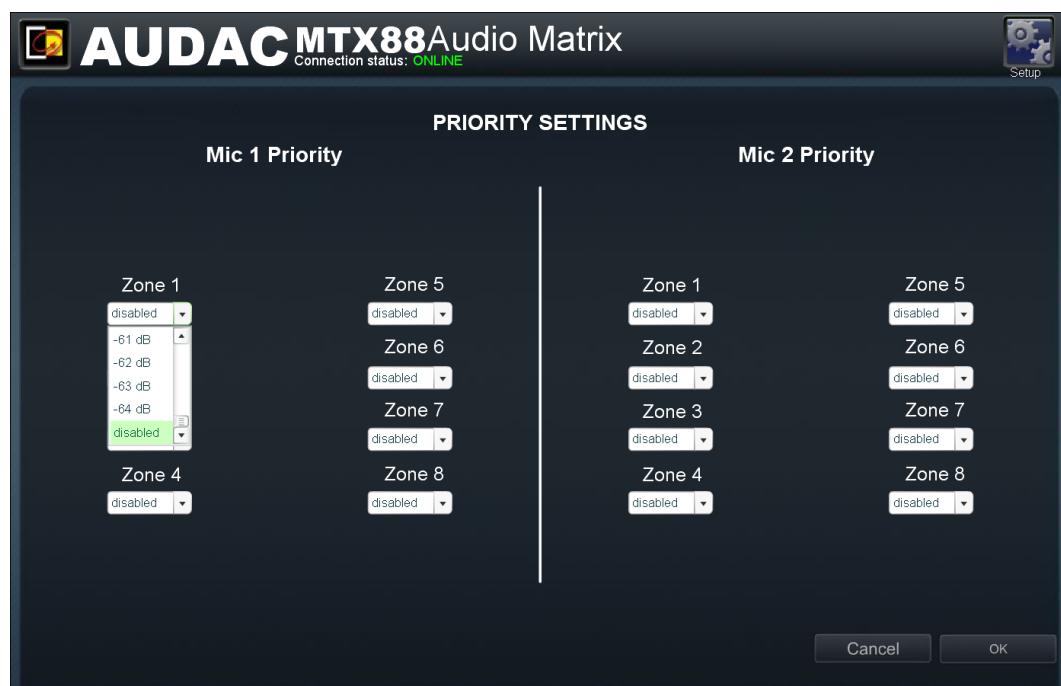 AUDAC MTX88 Audio Matrix
Connection status: ONLINE
Setup
PRIORITY SETTINGS
Mic 1 Priority
Mic 2 Priority
Zone 1
disabled
-61 dB
-62 dB
-63 dB
-64 dB
disabled
Zone 4
disabled
Zone 5
disabled
Zone 6
disabled
Zone 7
disabled
Zone 8
disabled
Zone 1
disabled
Zone 2
disabled
Zone 3
disabled
Zone 4
disabled
Zone 5
disabled
Zone 6
disabled
Zone 7
disabled
Zone 8
disabled
Cancel
OK